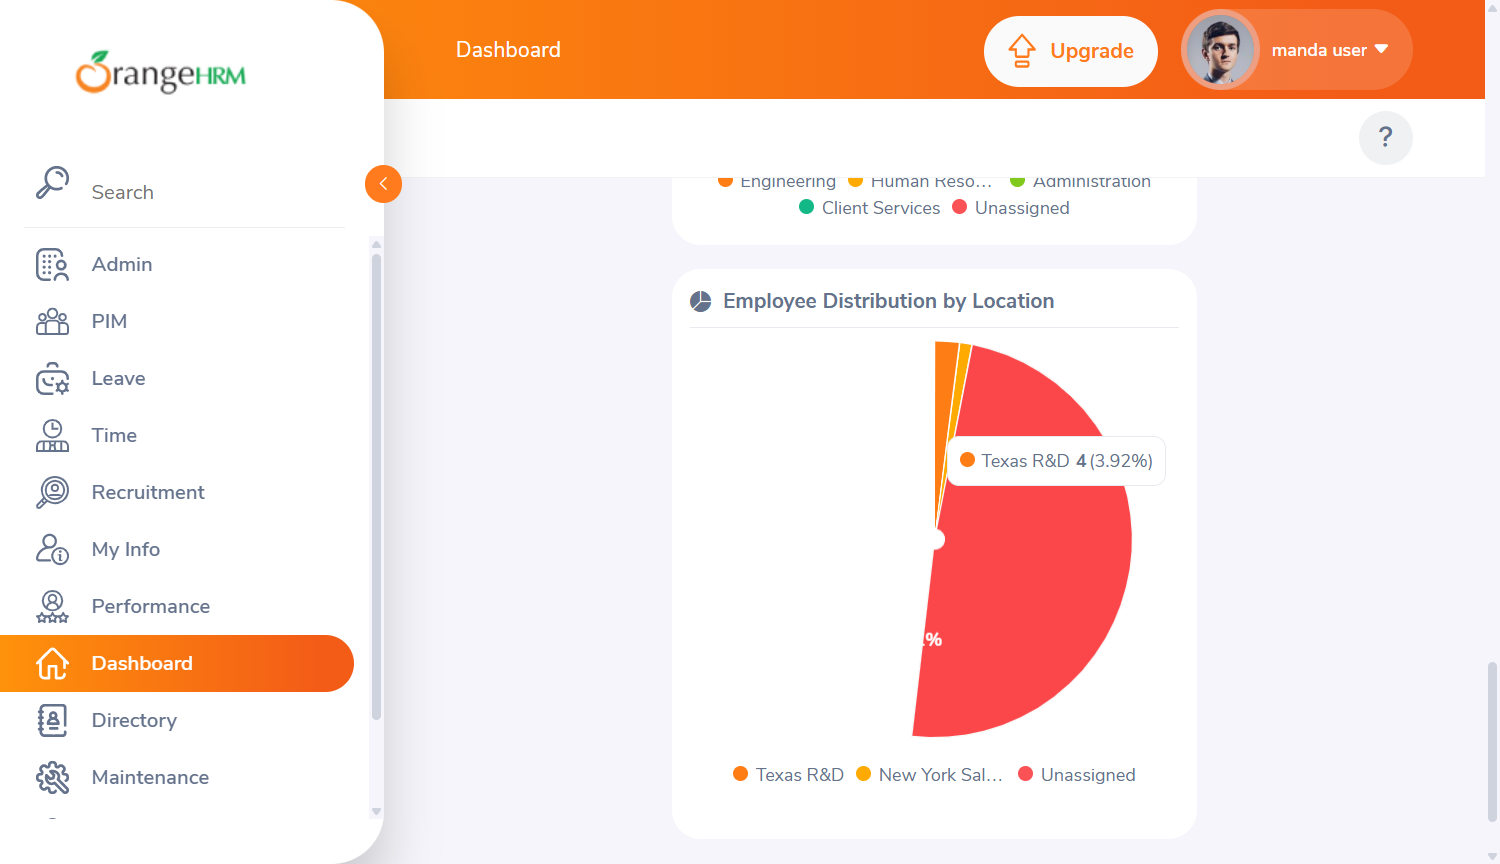 OrangeHRM
Dashboard
Upgrade
manda user
?
Search
Admin
PIM
Leave
Time
Recruitment
My Info
Performance
Dashboard
Directory
Maintenance
Engineering
Human Reso...
Administration
Client Services
Unassigned
Employee Distribution by Location
Texas R&D 4 (3.92%)
%
Texas R&D
New York Sal...
Unassigned